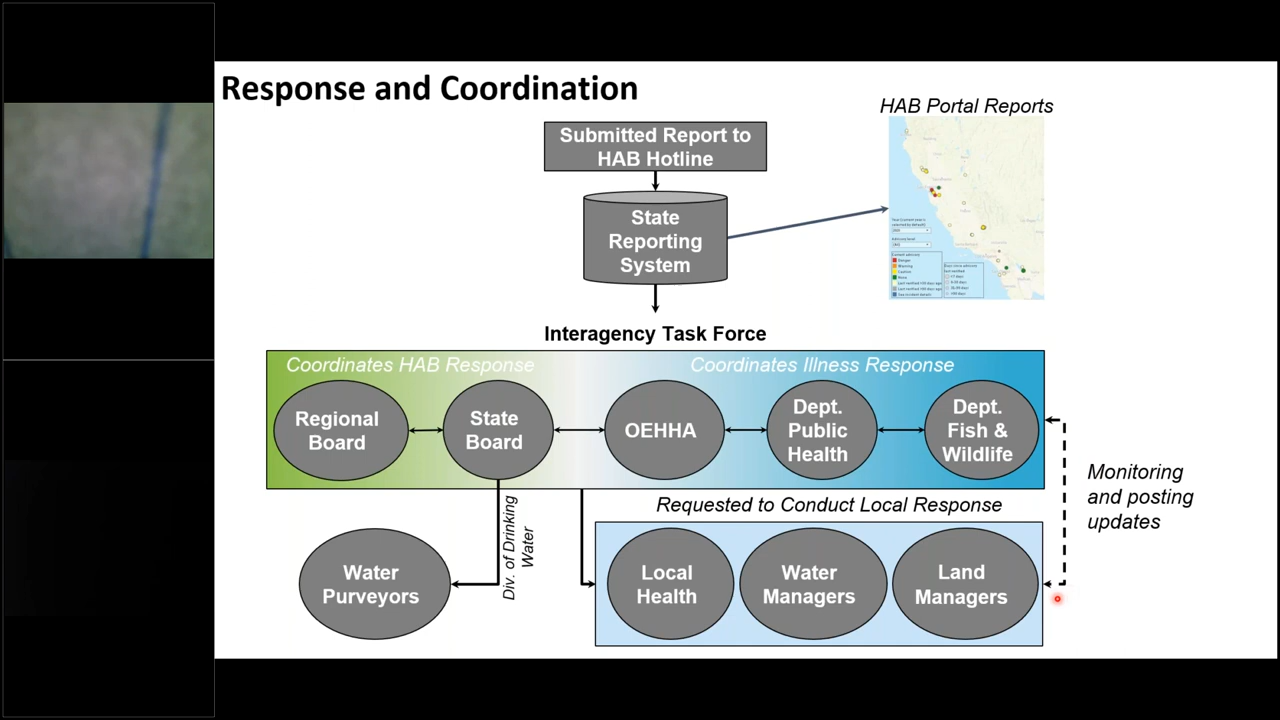 Response and Coordination
HAB Portal Reports
Submitted Report to
HAB Hotline
State
Reporting
System
Interagency Task Force
Coordinates HAB Response
Coordinates Illness Response
Regional
Board
State
Board
OEHHA
Dept.
Public
Health
Dept.
Fish &
Wildlife
Monitoring
and posting
updates
Div. of Drinking
Water
Requested to Conduct Local Response
Water
Purveyors
Local
Health
Water
Managers
Land
Managers